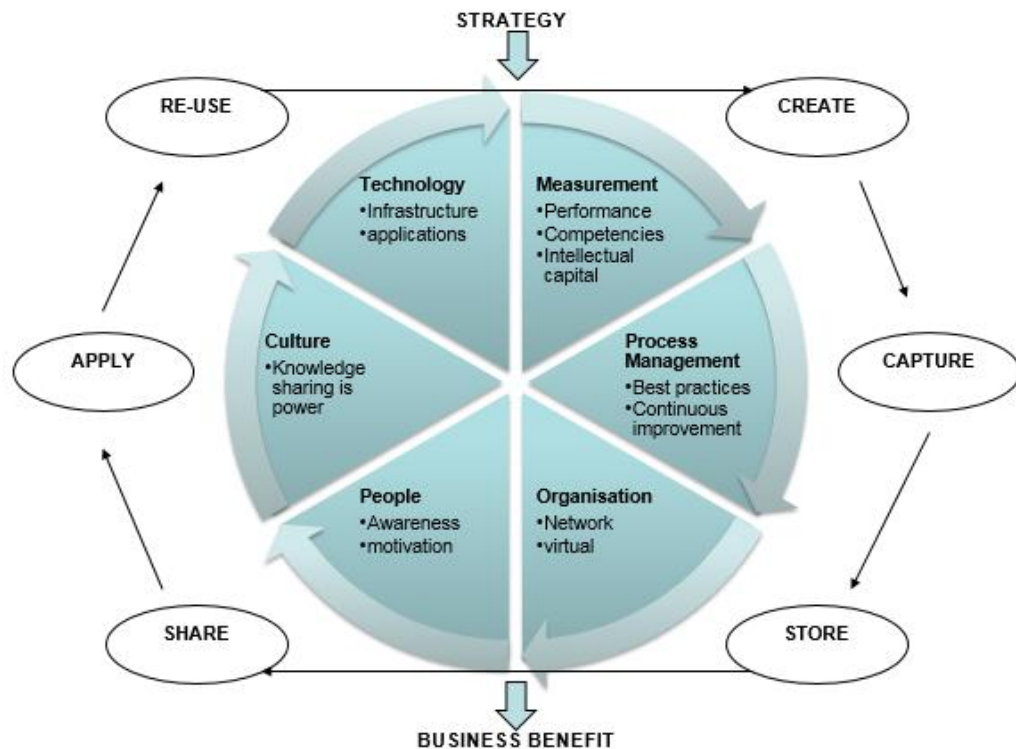 STRATEGY
RE-USE
CREATE
Technology
•Infrastructure
•applications
Measurement
•Performance
•Competencies
•Intellectual
capital
APPLY
Culture
•Knowledge
sharing is
power
Process
Management
•Best practices
•Continuous
improvement
CAPTURE
People
•Awareness
•motivation
Organisation
•Network
•virtual
SHARE
STORE
BUSINESS BENEFIT